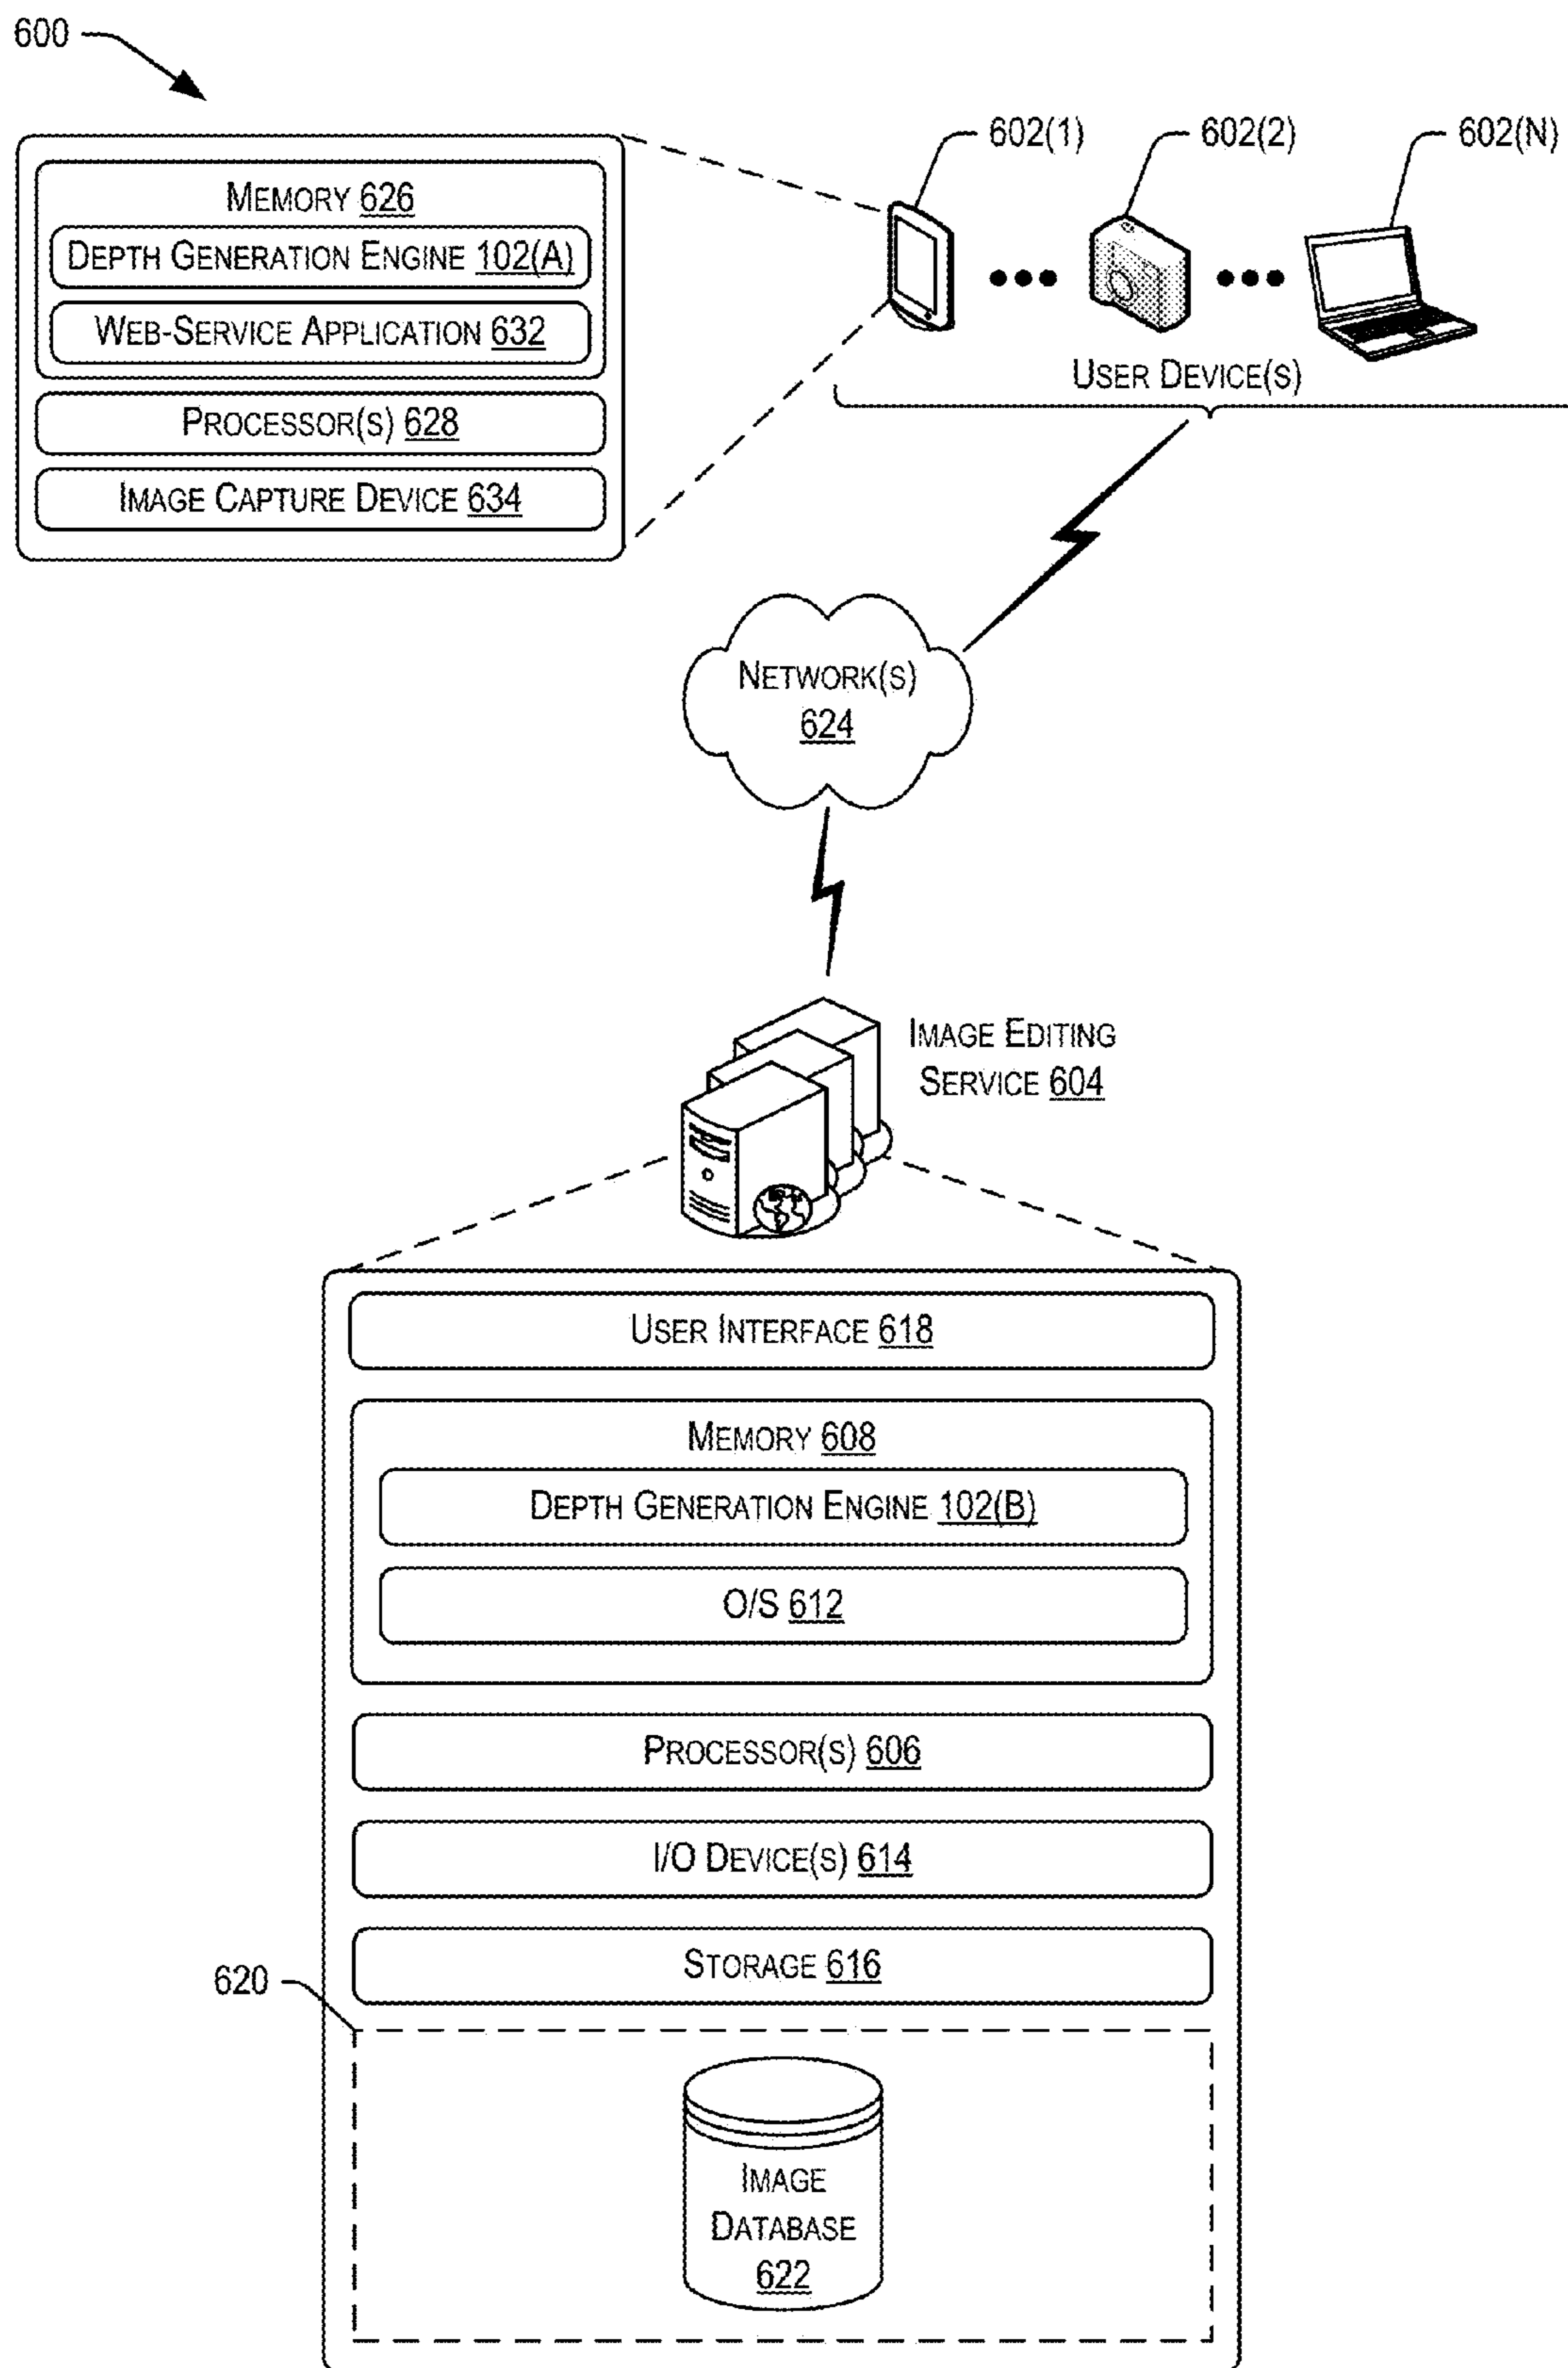 600
602(1)
602(2)
602(N)
MEMORY 626
DEPTH GENERATION ENGINE 102(A)
WEB-SERVICE APPLICATION 632
PROCESSOR(S) 628
IMAGE CAPTURE DEVICE 634
USER DEVICE(S)
NETWORK(S)
624
IMAGE EDITING
SERVICE 604
USER INTERFACE 618
MEMORY 608
DEPTH GENERATION ENGINE 102(B)
O/S 612
PROCESSOR(S) 606
I/O DEVICE(S) 614
STORAGE 616
620
IMAGE
DATABASE
622